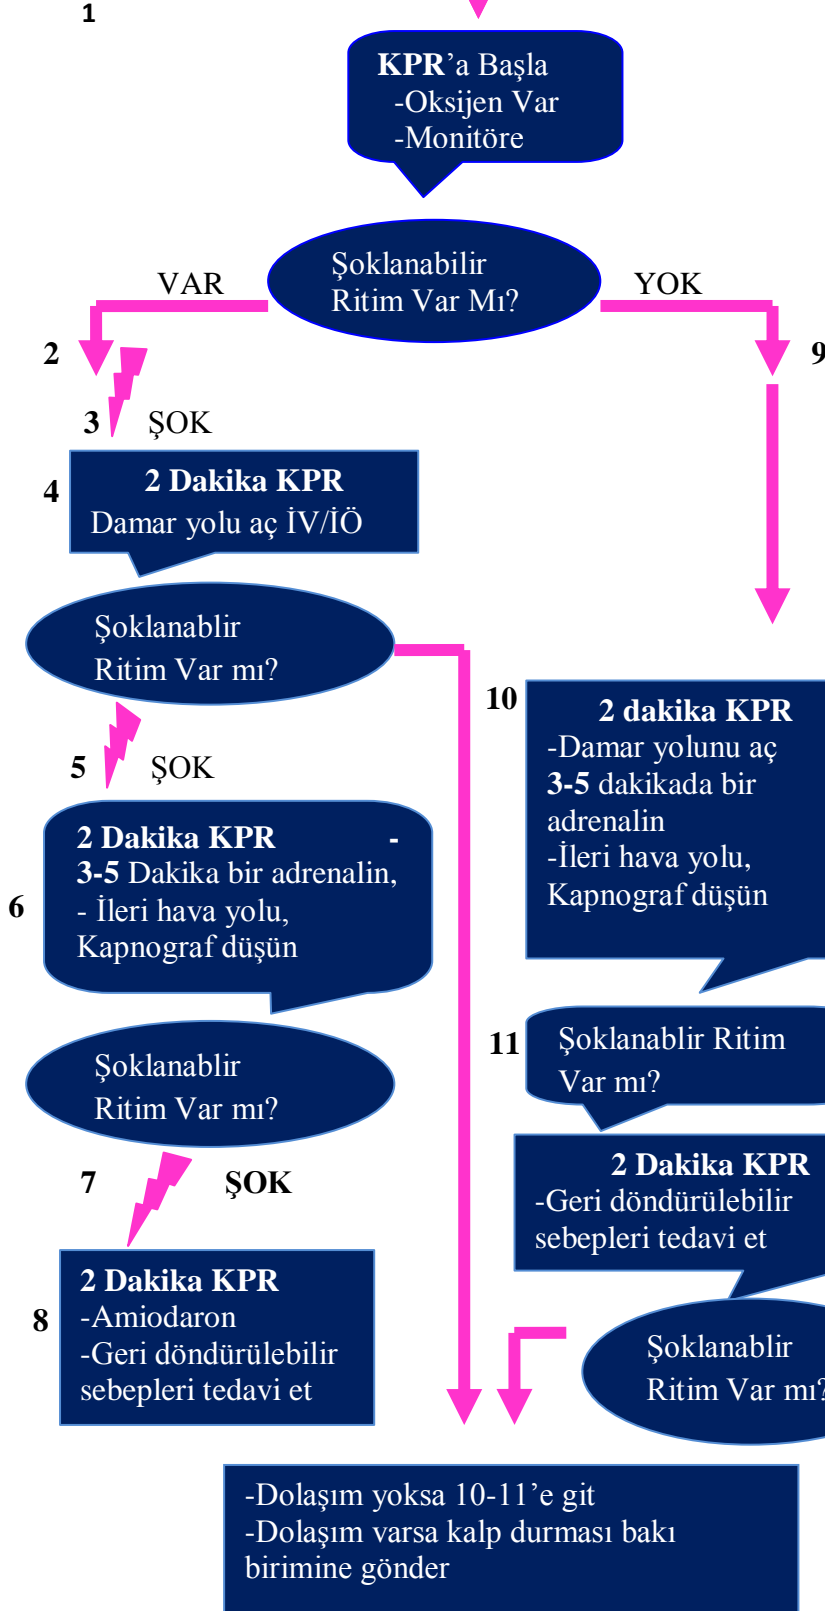 1
KPR’a Başla
-Oksijen Var
-Monitöre
Şoklanabilir
Ritim Var Mı?
VAR
YOK
2
9
3 ŞOK
4
2 Dakika KPR
Damar yolu aç İV/İÖ
Şoklanablir
Ritim Var mı?
5 ŞOK
6
2 Dakika KPR -
3-5 Dakika bir adrenalin,
- İleri hava yolu,
Kapnograf düşün
Şoklanablir
Ritim Var mı?
7 ŞOK
8
2 Dakika KPR
-Amiodaron
-Geri döndürülebilir
sebepleri tedavi et
10
2 dakika KPR
-Damar yolunu aç
3-5 dakikada bir
adrenalin
-İleri hava yolu,
Kapnograf düşün
11
Şoklanablir Ritim
Var mı?
2 Dakika KPR
-Geri döndürülebilir
sebepleri tedavi et
Şoklanablir
Ritim Var mı?
-Dolaşım yoksa 10-11’e git
-Dolaşım varsa kalp durması bakı
birimine gönder